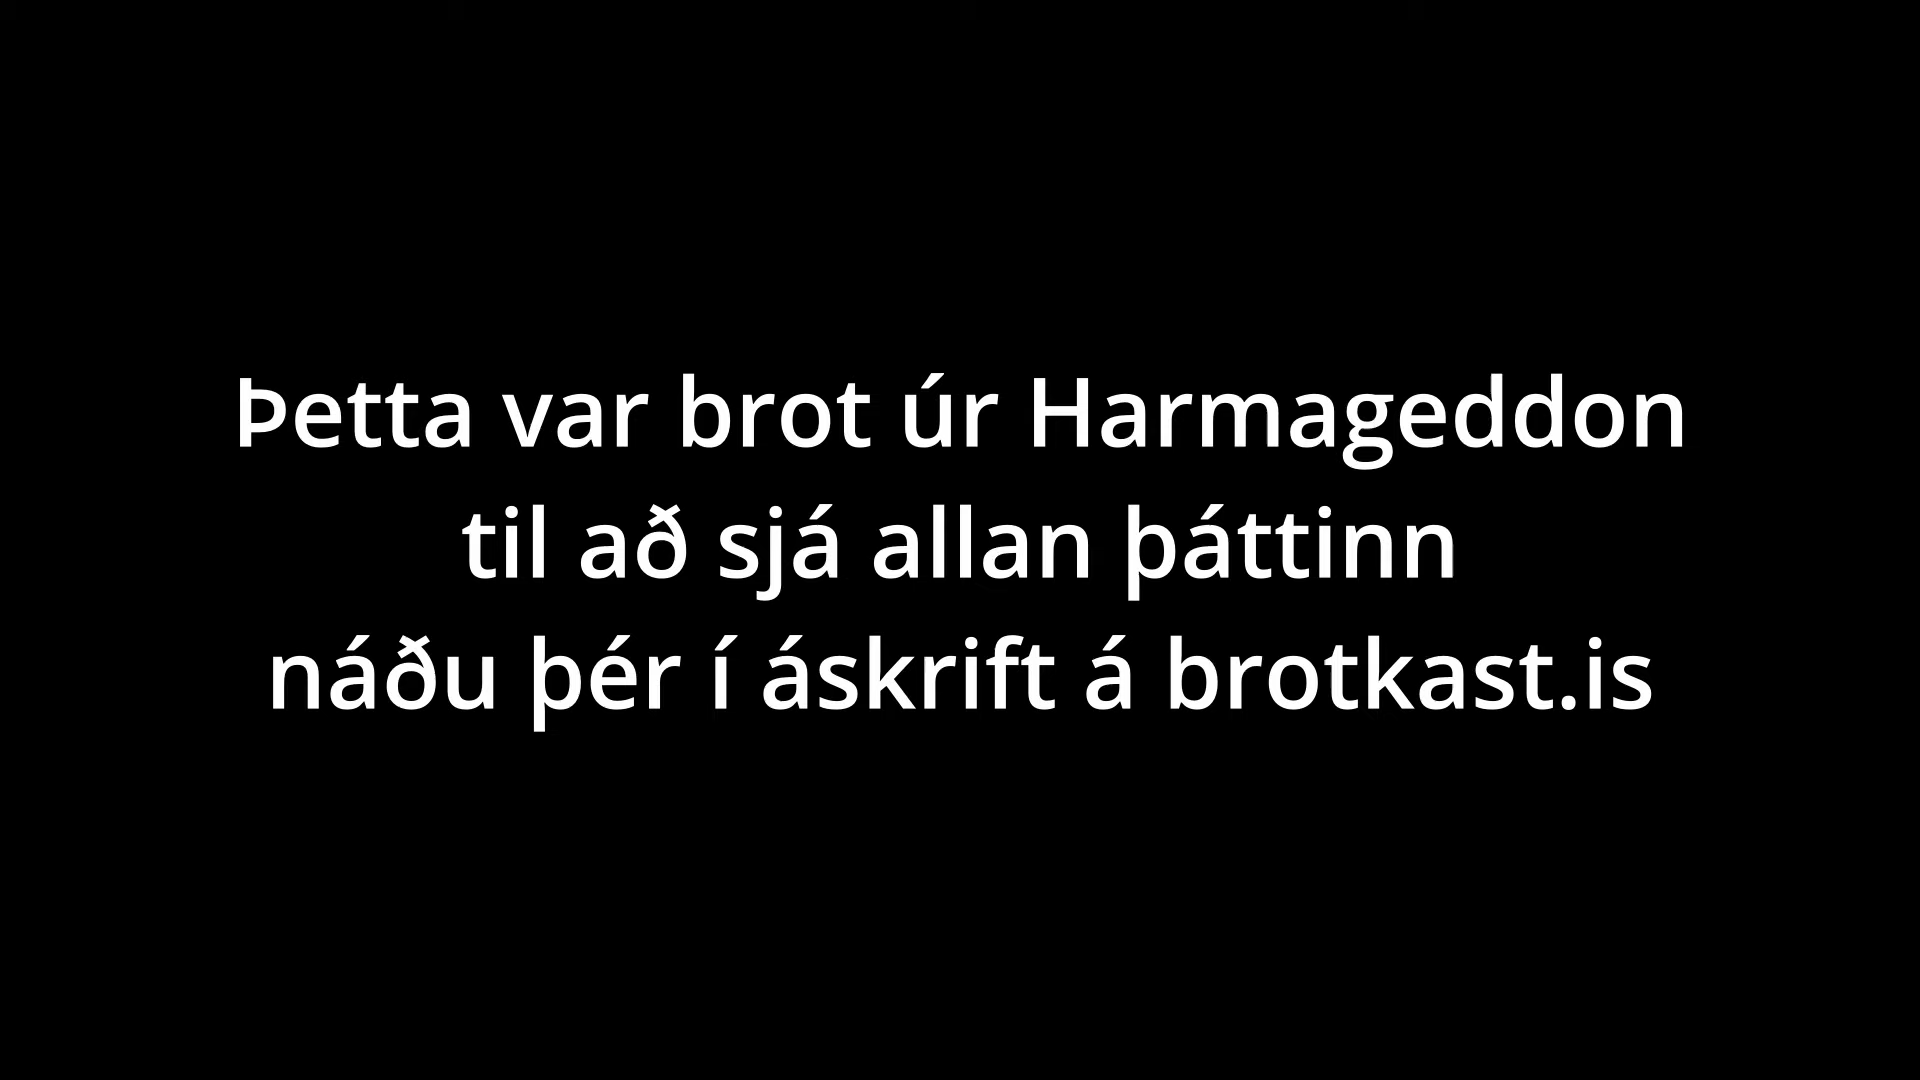 Þetta var brot úr Harmageddon
til að sjá allan þáttinn
náðu þér í áskrift á brotkast.is